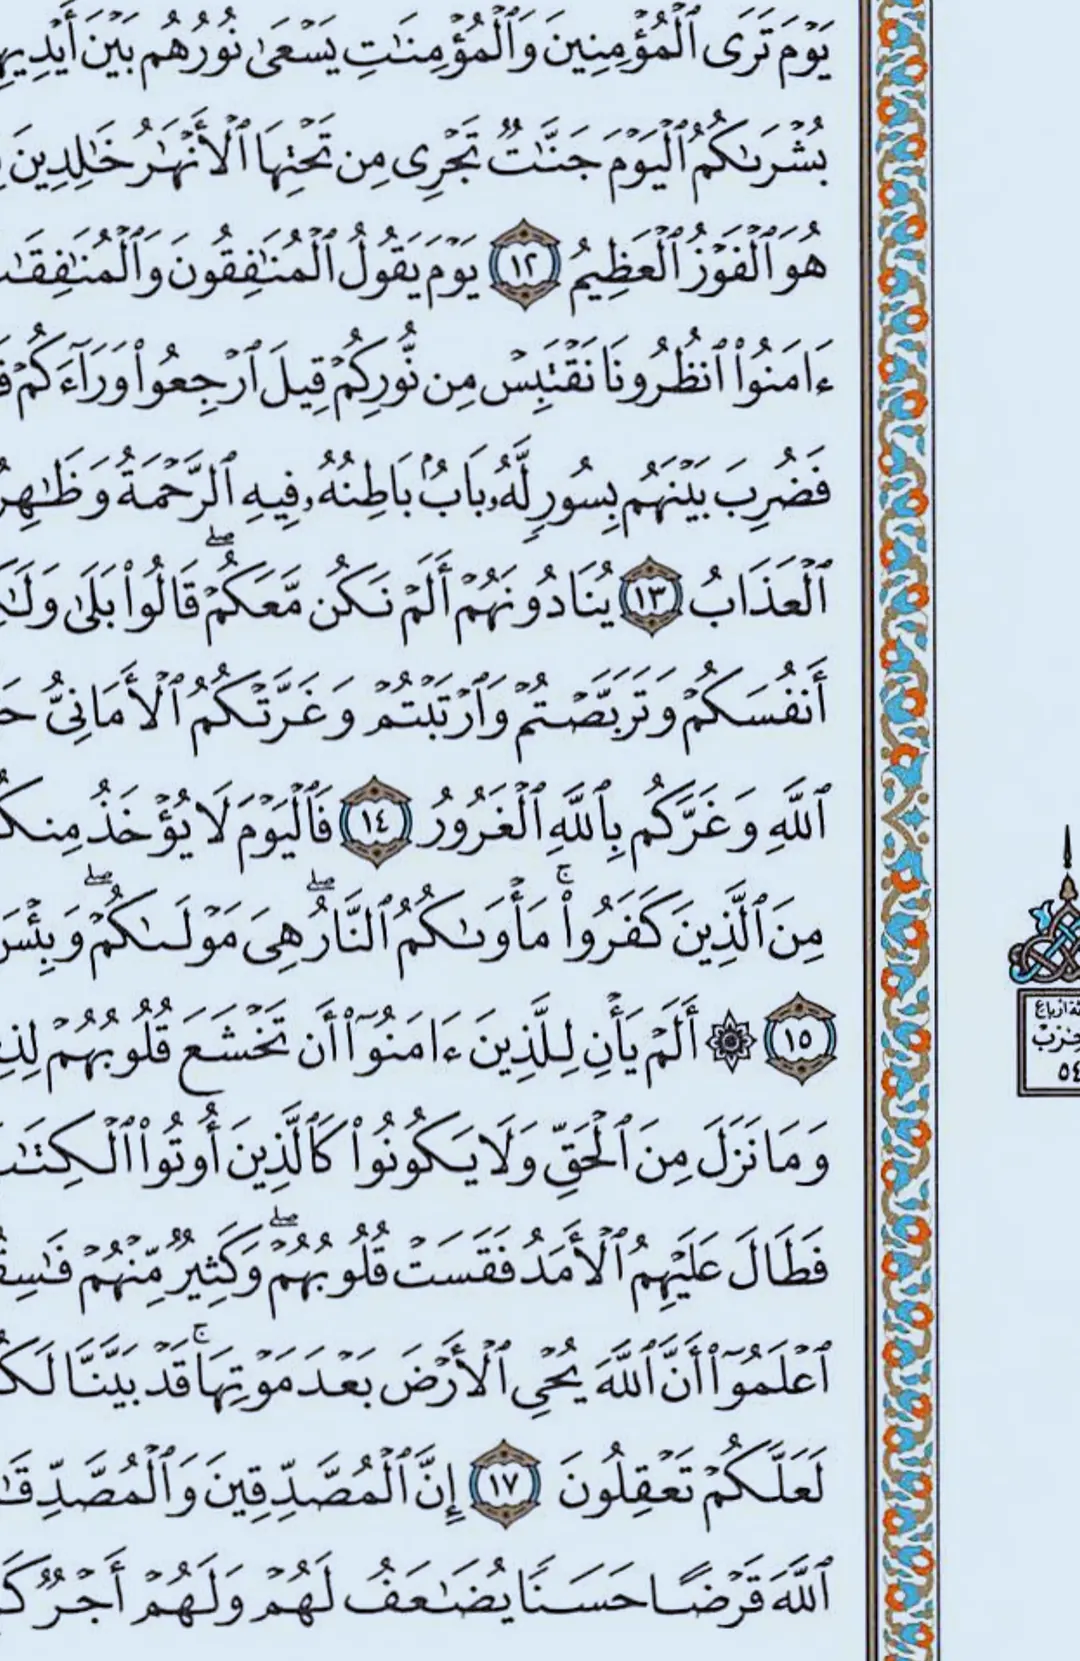 يَوْمَ تَرَى ٱلْمُؤْمِنِينَ وَٱلْمُؤْمِنَٰتِ يَسْعَىٰ نُورُهُم بَيْنَ أَيْدِيهِ
بُشْرَىٰكُمُ ٱلْيَوْمَ جَنَّٰتٌ تَجْرِى مِن تَحْتِهَا ٱلْأَنْهَٰرُ خَٰلِدِينَ
هُوَ ٱلْفَوْزُ ٱلْعَظِيمُ ١٢ يَوْمَ يَقُولُ ٱلْمُنَٰفِقُونَ وَٱلْمُنَٰفِقَٰ
ءَامَنُوا۟ ٱنظُرُونَا نَقْتَبِسْ مِن نُّورِكُمْ قِيلَ ٱرْجِعُوا۟ وَرَآءَكُمْ
فَضُرِبَ بَيْنَهُم بِسُورٍ لَّهُۥ بَابٌۢ بَاطِنُهُۥ فِيهِ ٱلرَّحْمَةُ وَظَٰهِرُ
ٱلْعَذَابُ ١٣ يُنَادُونَهُمْ أَلَمْ نَكُن مَّعَكُمْ ۖ قَالُوا۟ بَلَىٰ وَلَٰكِ
أَنفُسَكُمْ وَتَرَبَّصْتُمْ وَٱرْتَبْتُمْ وَغَرَّتْكُمُ ٱلْأَمَانِىُّ حَ
ٱللَّهِ وَغَرَّكُم بِٱللَّهِ ٱلْغَرُورُ ١٤ فَٱلْيَوْمَ لَا يُؤْخَذُ مِنكُ
مِنَ ٱلَّذِينَ كَفَرُوا۟ ۚ مَأْوَىٰكُمُ ٱلنَّارُ ۖ هِىَ مَوْلَىٰكُمْ ۖ وَبِئْسَ
١٥ ۞ أَلَمْ يَأْنِ لِلَّذِينَ ءَامَنُوٓا۟ أَن تَخْشَعَ قُلُوبُهُمْ لِذِ
وَمَا نَزَلَ مِنَ ٱلْحَقِّ وَلَا يَكُونُوا۟ كَٱلَّذِينَ أُوتُوا۟ ٱلْكِتَٰبَ
فَطَالَ عَلَيْهِمُ ٱلْأَمَدُ فَقَسَتْ قُلُوبُهُمْ ۖ وَكَثِيرٌ مِّنْهُمْ فَٰسِقُ
ٱعْلَمُوٓا۟ أَنَّ ٱللَّهَ يُحْىِ ٱلْأَرْضَ بَعْدَ مَوْتِهَا ۚ قَدْ بَيَّنَّا لَكُ
لَعَلَّكُمْ تَعْقِلُونَ ١٧ إِنَّ ٱلْمُصَّدِّقِينَ وَٱلْمُصَّدِّقَٰ
ٱللَّهَ قَرْضًا حَسَنًا يُضَٰعَفُ لَهُمْ وَلَهُمْ أَجْرٌ كَ
أرباع
٥٤